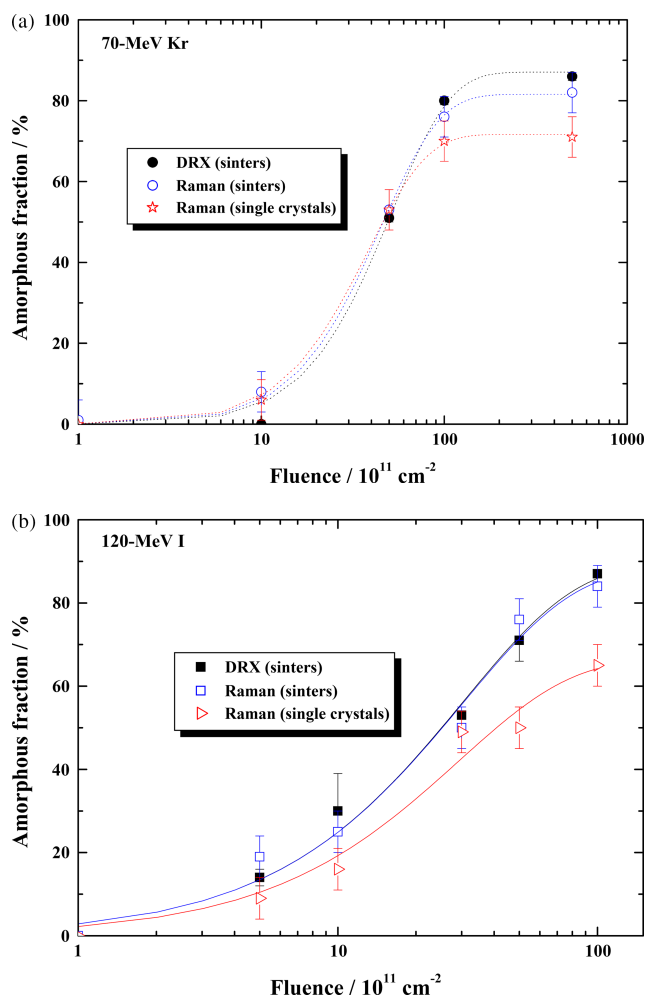 (a)
100
80
60
40
20
0
Amorphous fraction / %
70-MeV Kr
DRX (sinters)
Raman (sinters)
Raman (single crystals)
1 10 100 1000
Fluence / 10¹¹ cm⁻²
(b)
100
80
60
40
20
0
Amorphous fraction / %
120-MeV I
DRX (sinters)
Raman (sinters)
Raman (single crystals)
1 10 100
Fluence / 10¹¹ cm⁻²